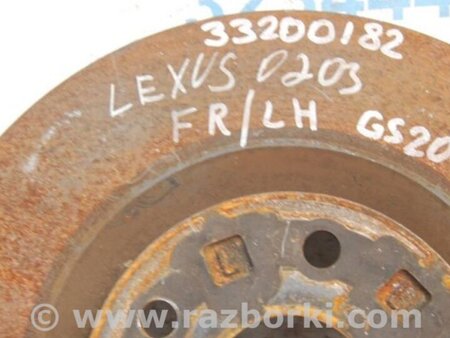 33200182
LEXUS 0203
FR/LH GS20
L
© www.razborki.com